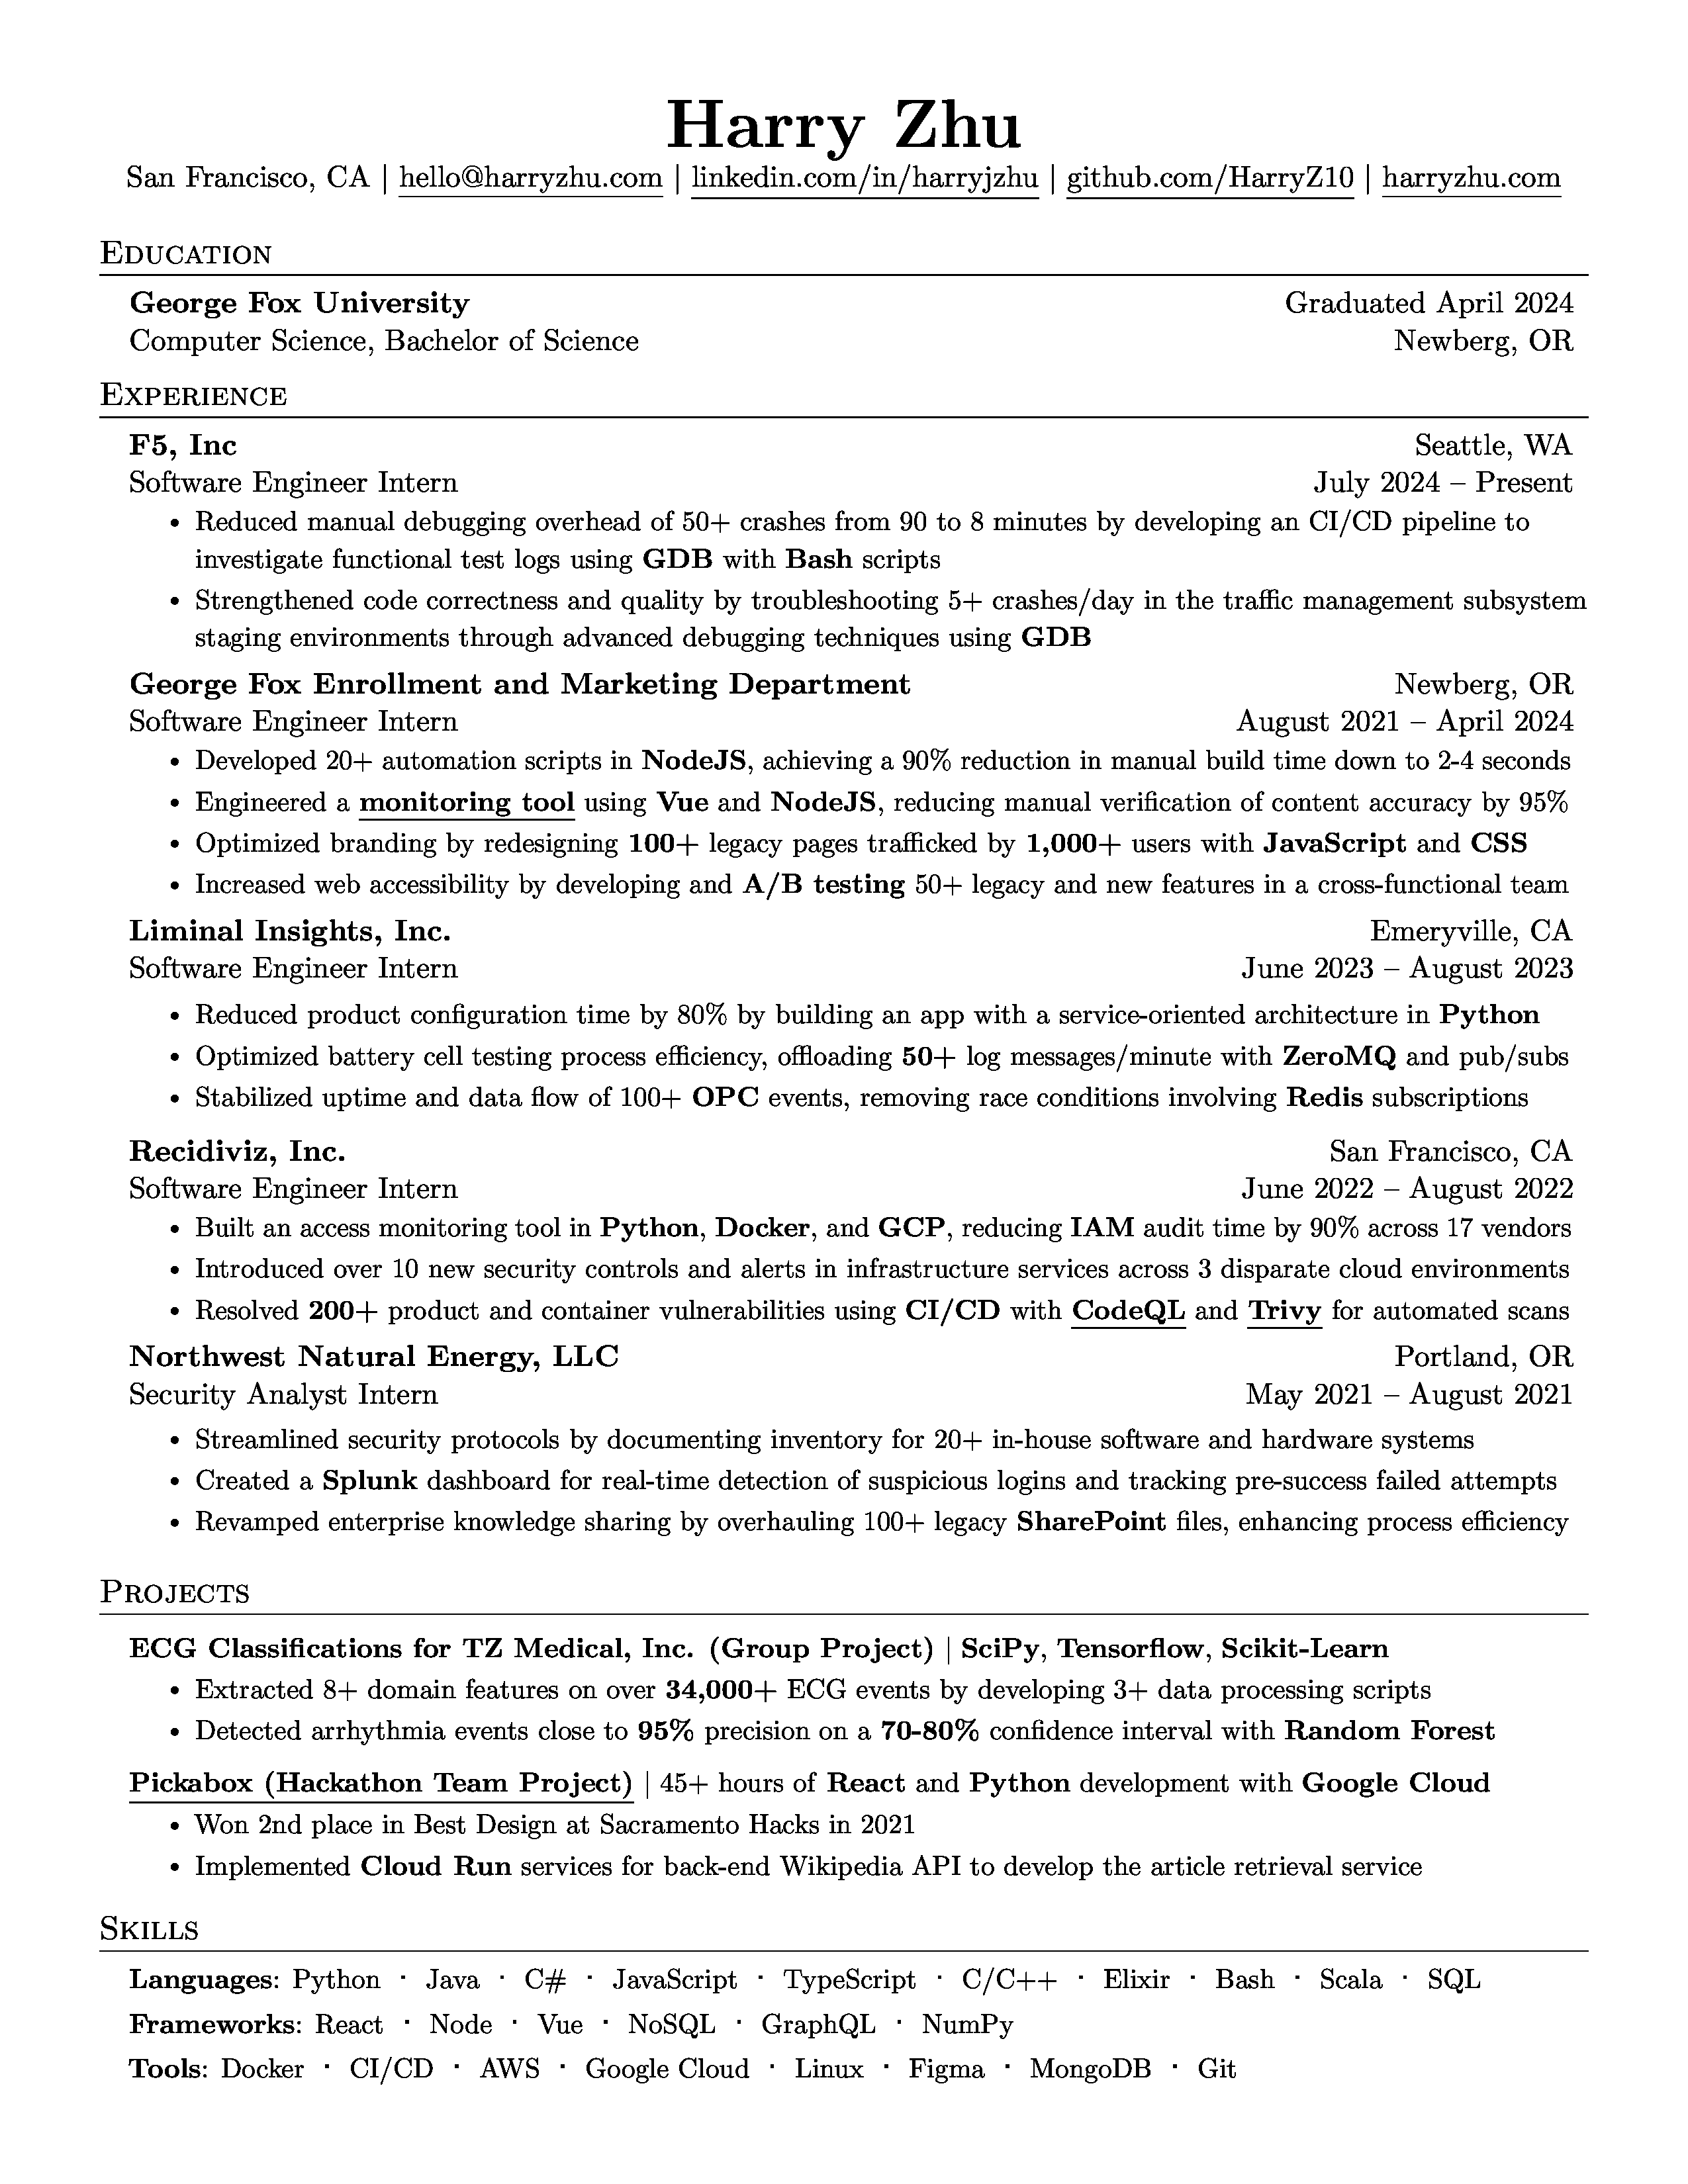 Harry Zhu
San Francisco, CA | hello@harryzhu.com | linkedin.com/in/harryjzhu | github.com/HarryZ10 | harryzhu.com
Education
George Fox University Graduated April 2024
Computer Science, Bachelor of Science Newberg, OR
Experience
F5, Inc Seattle, WA
Software Engineer Intern July 2024 – Present
• Reduced manual debugging overhead of 50+ crashes from 90 to 8 minutes by developing an CI/CD pipeline to
investigate functional test logs using GDB with Bash scripts
• Strengthened code correctness and quality by troubleshooting 5+ crashes/day in the traffic management subsystem
staging environments through advanced debugging techniques using GDB
George Fox Enrollment and Marketing Department Newberg, OR
Software Engineer Intern August 2021 – April 2024
• Developed 20+ automation scripts in NodeJS, achieving a 90% reduction in manual build time down to 2-4 seconds
• Engineered a monitoring tool using Vue and NodeJS, reducing manual verification of content accuracy by 95%
• Optimized branding by redesigning 100+ legacy pages trafficked by 1,000+ users with JavaScript and CSS
• Increased web accessibility by developing and A/B testing 50+ legacy and new features in a cross-functional team
Liminal Insights, Inc. Emeryville, CA
Software Engineer Intern June 2023 – August 2023
• Reduced product configuration time by 80% by building an app with a service-oriented architecture in Python
• Optimized battery cell testing process efficiency, offloading 50+ log messages/minute with ZeroMQ and pub/subs
• Stabilized uptime and data flow of 100+ OPC events, removing race conditions involving Redis subscriptions
Recidiviz, Inc. San Francisco, CA
Software Engineer Intern June 2022 – August 2022
• Built an access monitoring tool in Python, Docker, and GCP, reducing IAM audit time by 90% across 17 vendors
• Introduced over 10 new security controls and alerts in infrastructure services across 3 disparate cloud environments
• Resolved 200+ product and container vulnerabilities using CI/CD with CodeQL and Trivy for automated scans
Northwest Natural Energy, LLC Portland, OR
Security Analyst Intern May 2021 – August 2021
• Streamlined security protocols by documenting inventory for 20+ in-house software and hardware systems
• Created a Splunk dashboard for real-time detection of suspicious logins and tracking pre-success failed attempts
• Revamped enterprise knowledge sharing by overhauling 100+ legacy SharePoint files, enhancing process efficiency
Projects
ECG Classifications for TZ Medical, Inc. (Group Project) | SciPy, Tensorflow, Scikit-Learn
• Extracted 8+ domain features on over 34,000+ ECG events by developing 3+ data processing scripts
• Detected arrhythmia events close to 95% precision on a 70-80% confidence interval with Random Forest
Pickabox (Hackathon Team Project) | 45+ hours of React and Python development with Google Cloud
• Won 2nd place in Best Design at Sacramento Hacks in 2021
• Implemented Cloud Run services for back-end Wikipedia API to develop the article retrieval service
Skills
Languages: Python · Java · C# · JavaScript · TypeScript · C/C++ · Elixir · Bash · Scala · SQL
Frameworks: React · Node · Vue · NoSQL · GraphQL · NumPy
Tools: Docker · CI/CD · AWS · Google Cloud · Linux · Figma · MongoDB · Git